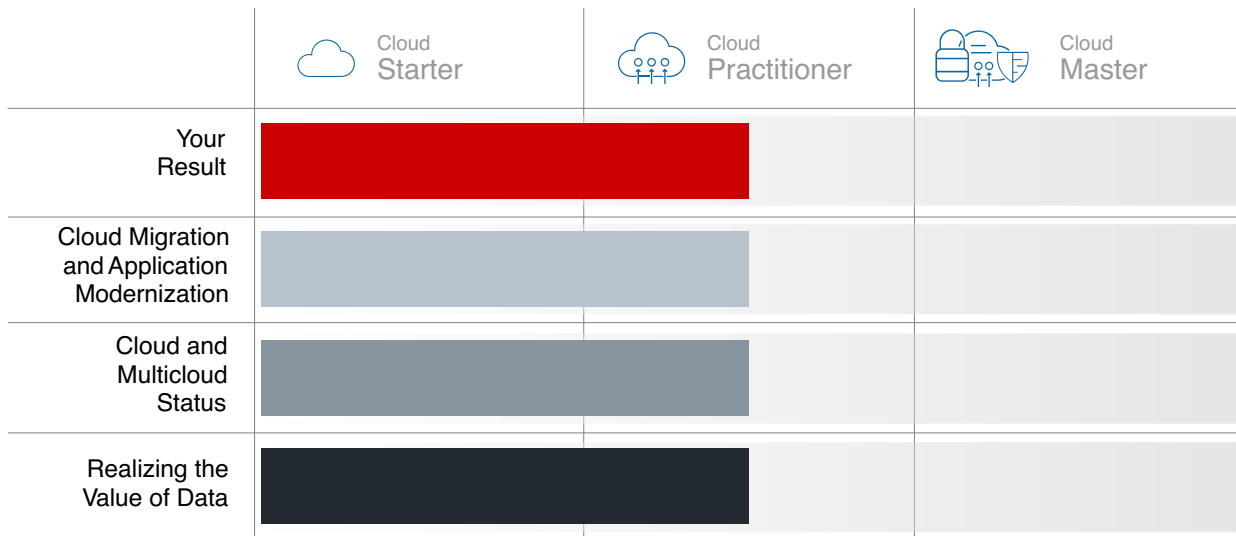 Cloud
Starter
Cloud
Practitioner
Cloud
Master
Your
Result
Cloud Migration
and Application
Modernization
Cloud and
Multicloud
Status
Realizing the
Value of Data